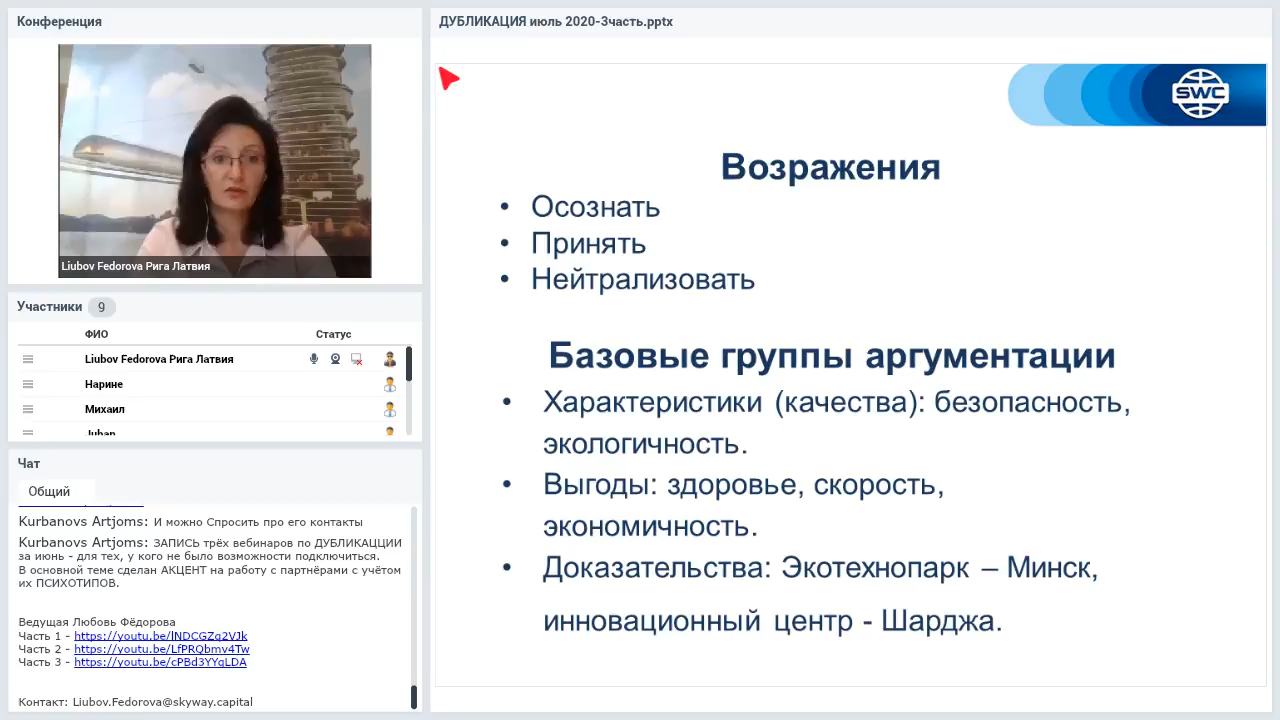 Конференция
Liubov Fedorova Рига Латвия
Участники 9
ФИО Статус
Liubov Fedorova Рига Латвия
Нарине
Михаил
Чат
Общий
Kurbanovs Artjoms: И можно Спросить про его контакты
Kurbanovs Artjoms: ЗАПИСЬ трёх вебинаров по ДУБЛИКАЦЦИИ
за июнь - для тех, у кого не было возможности подключиться.
В основной теме сделан АКЦЕНТ на работу с партнёрами с учётом
их ПСИХОТИПОВ.
Ведущая Любовь Фёдорова
Часть 1 - https://youtu.be/lNDCGZq2VJk
Часть 2 - https://youtu.be/LfPRQbmv4Tw
Часть 3 - https://youtu.be/cPBd3YYqLDA
Контакт: Liubov.Fedorova@skyway.capital
ДУБЛИКАЦИЯ июль 2020-3часть.pptx
SWC
Возражения
• Осознать
• Принять
• Нейтрализовать
Базовые группы аргументации
• Характеристики (качества): безопасность,
экологичность.
• Выгоды: здоровье, скорость,
экономичность.
• Доказательства: Экотехнопарк – Минск,
инновационный центр - Шарджа.